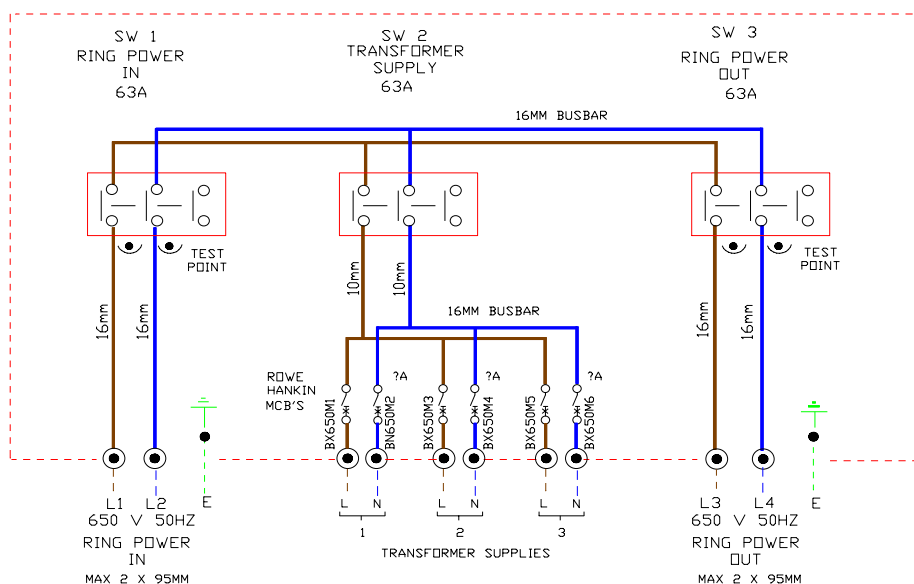 SW 1
RING POWER
IN
63A
SW 2
TRANSFORMER
SUPPLY
63A
SW 3
RING POWER
OUT
63A
16MM BUSBAR
TEST
POINT
TEST
POINT
16mm
16mm
10mm
10mm
16mm
16mm
16MM BUSBAR
ROWE
HANKIN
MCB'S
?A
?A
?A
BX650M1
BN650M2
BX650M3
BX650M4
BX650M5
BX650M6
L1
L2
E
L
N
L
N
L
N
L3
L4
E
650 V 50HZ
RING POWER
IN
MAX 2 X 95MM
1
2
3
TRANSFORMER SUPPLIES
650 V 50HZ
RING POWER
OUT
MAX 2 X 95MM